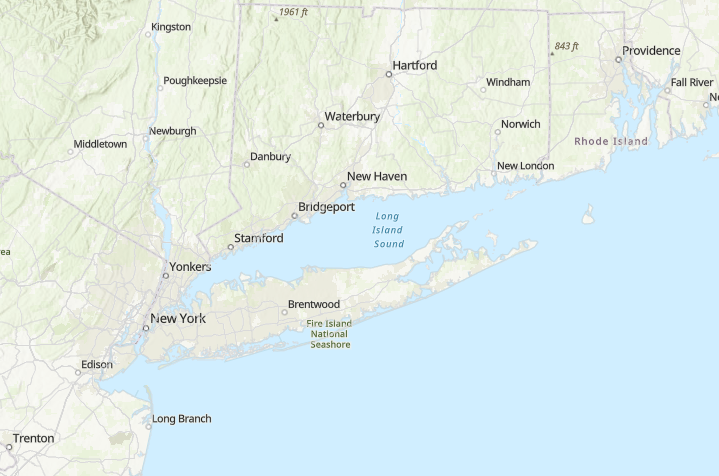 1961 ft
Kingston
843 ft
Providence
Hartford
Poughkeepsie
Windham
Fall River
Waterbury
Norwich
Newburgh
Rhode Island
Middletown
Danbury
New London
New Haven
Bridgeport
Long
Island
Sound
Stamford
Yonkers
Brentwood
New York
Fire Island
National
Seashore
Edison
Long Branch
Trenton